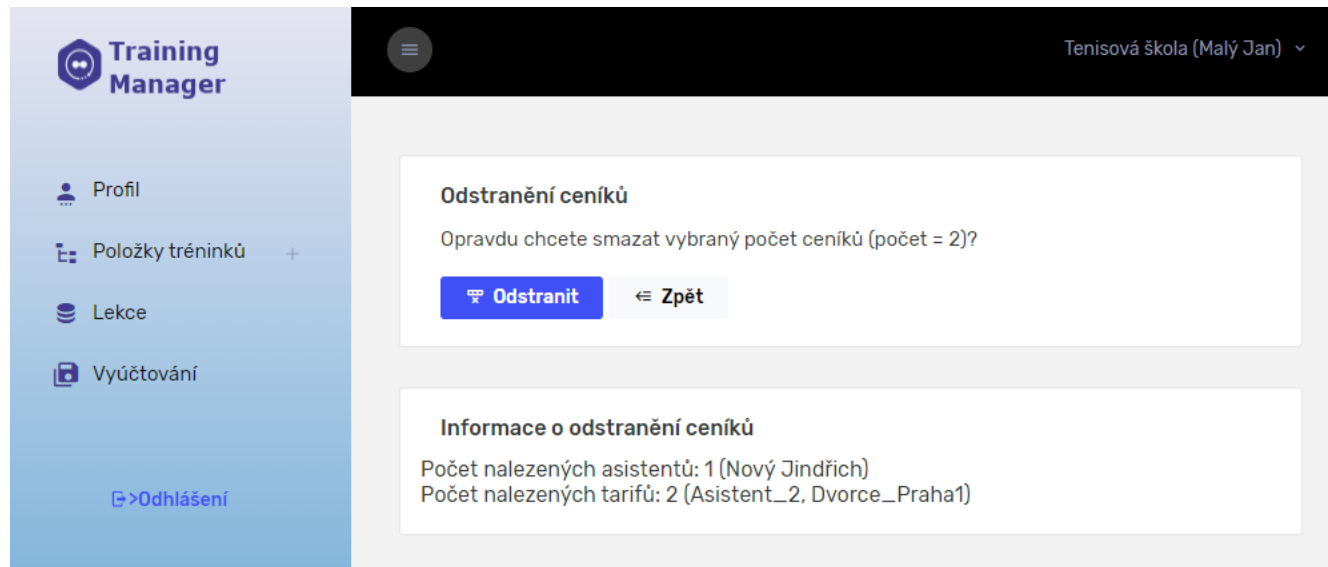 Training
Manager
Tenisová škola (Malý Jan)
Profil
Položky tréninků +
Lekce
Vyúčtování
>Odhlášení
Odstranění ceníků
Opravdu chcete smazat vybraný počet ceníků (počet = 2)?
Odstranit
Zpět
Informace o odstranění ceníků
Počet nalezených asistentů: 1 (Nový Jindřich)
Počet nalezených tarifů: 2 (Asistent_2, Dvorce_Praha1)